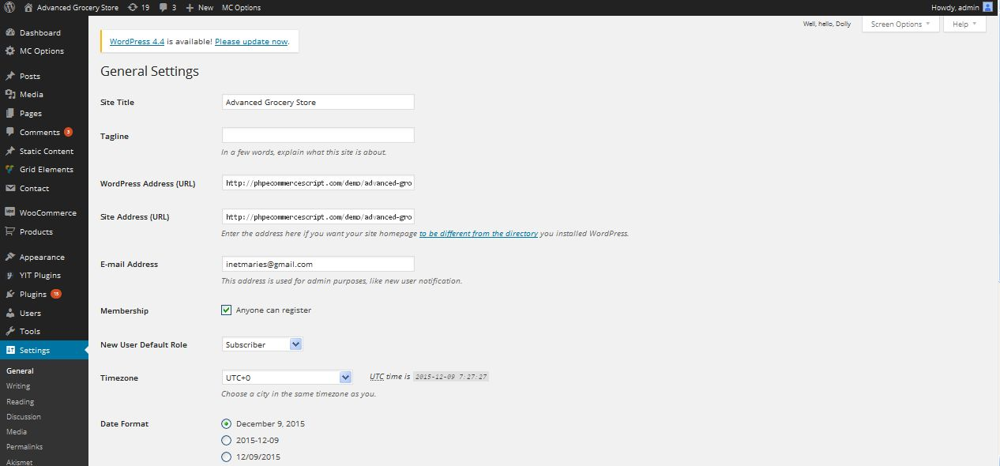 Advanced Grocery Store 19 3 New MC Options Howdy, admin
Well, hello, Dolly Screen Options Help
Dashboard
MC Options
Posts
Media
Pages
Comments 3
Static Content
Grid Elements
Contact
WooCommerce
Products
Appearance
YIT Plugins
Plugins 15
Users
Tools
Settings
General
Writing
Reading
Discussion
Media
Permalinks
Akismet
WordPress 4.4 is available! Please update now.
General Settings
Site Title Advanced Grocery Store
Tagline
In a few words, explain what this site is about.
WordPress Address (URL) http://phpecommercescript.com/demo/advanced-gro
Site Address (URL) http://phpecommercescript.com/demo/advanced-gro
Enter the address here if you want your site homepage to be different from the directory you installed WordPress.
E-mail Address inetmaries@gmail.com
This address is used for admin purposes, like new user notification.
Membership Anyone can register
New User Default Role Subscriber
Timezone UTC+0 UTC time is 2015-12-09 7:27:27
Choose a city in the same timezone as you.
Date Format December 9, 2015
2015-12-09
12/09/2015